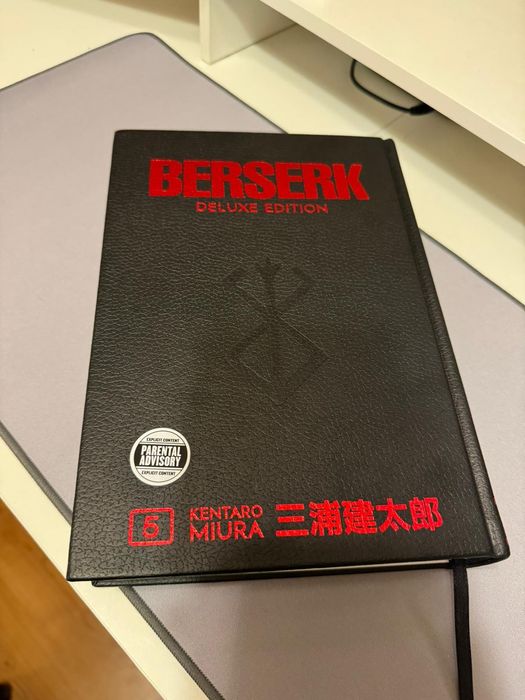 BERSERK
DELUXE EDITION
EXPLICIT CONTENT
PARENTAL
ADVISORY
EXPLICIT CONTENT
5
KENTARO
MIURA
三浦建太郎